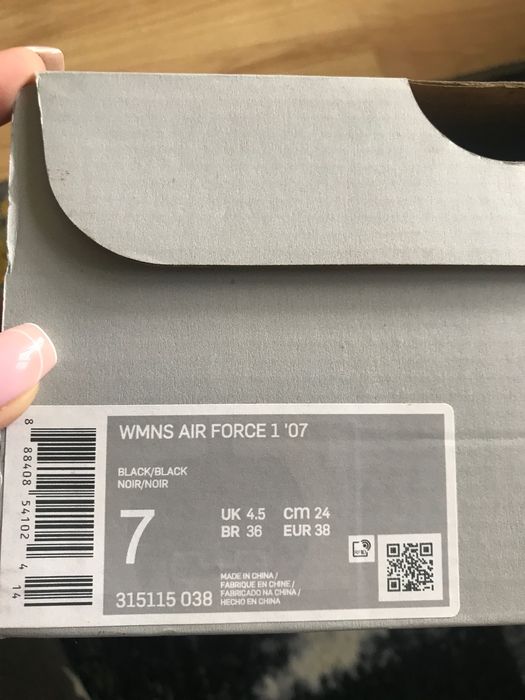 WMNS AIR FORCE 1 '07
BLACK/BLACK
NOIR/NOIR
7
UK 4.5 cm 24
BR 36 EUR 38
315115 038
MADE IN CHINA /
FABRIQUÉ EN CHINE /
FABRICADO NA CHINA /
HECHO EN CHINA
8 88408 54102 4 14